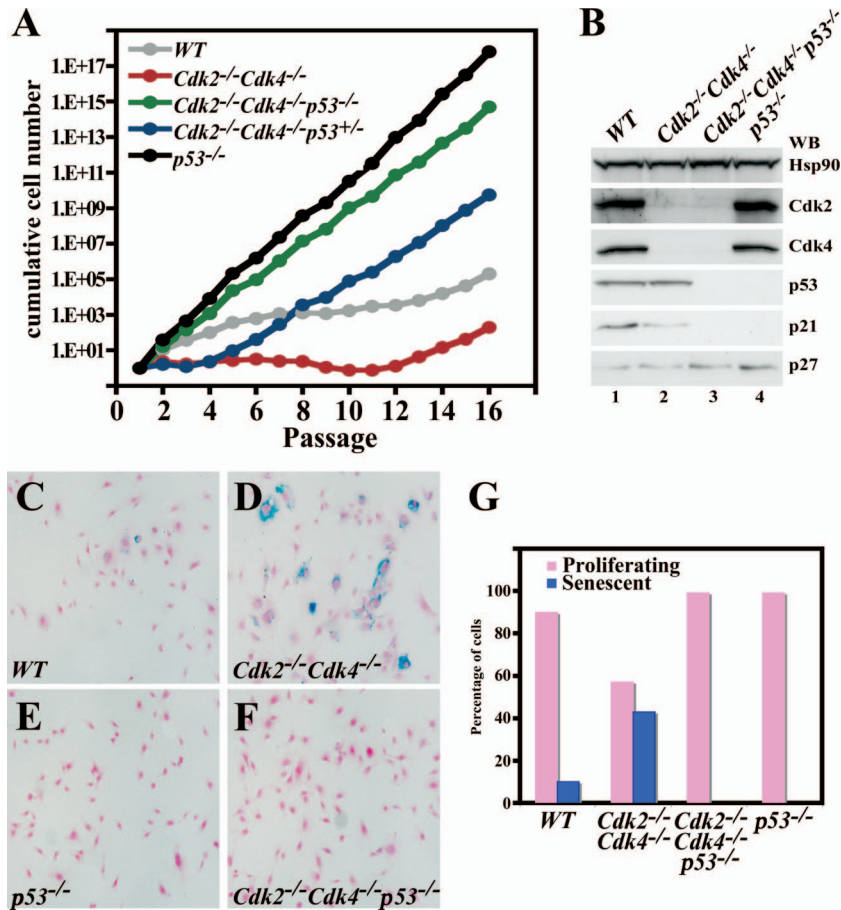 A
WT
Cdk2-/-Cdk4-/-
Cdk2-/-Cdk4-/-p53-/-
Cdk2-/-Cdk4-/-p53+/-
p53-/-
cumulative cell number
1.E+17
1.E+15
1.E+13
1.E+11
1.E+09
1.E+07
1.E+05
1.E+03
1.E+01
0 2 4 6 8 10 12 14 16
Passage
B
WT
Cdk2-/-Cdk4-/-
Cdk2-/-Cdk4-/-p53-/-
p53-/-
WB
Hsp90
Cdk2
Cdk4
p53
p21
p27
1 2 3 4
C
WT
D
Cdk2-/-Cdk4-/-
E
p53-/-
F
Cdk2-/-Cdk4-/-p53-/-
G
Proliferating
Senescent
Percentage of cells
100
80
60
40
20
0
WT
Cdk2-/-
Cdk4-/-
Cdk2-/-
Cdk4-/-
p53-/-
p53-/-